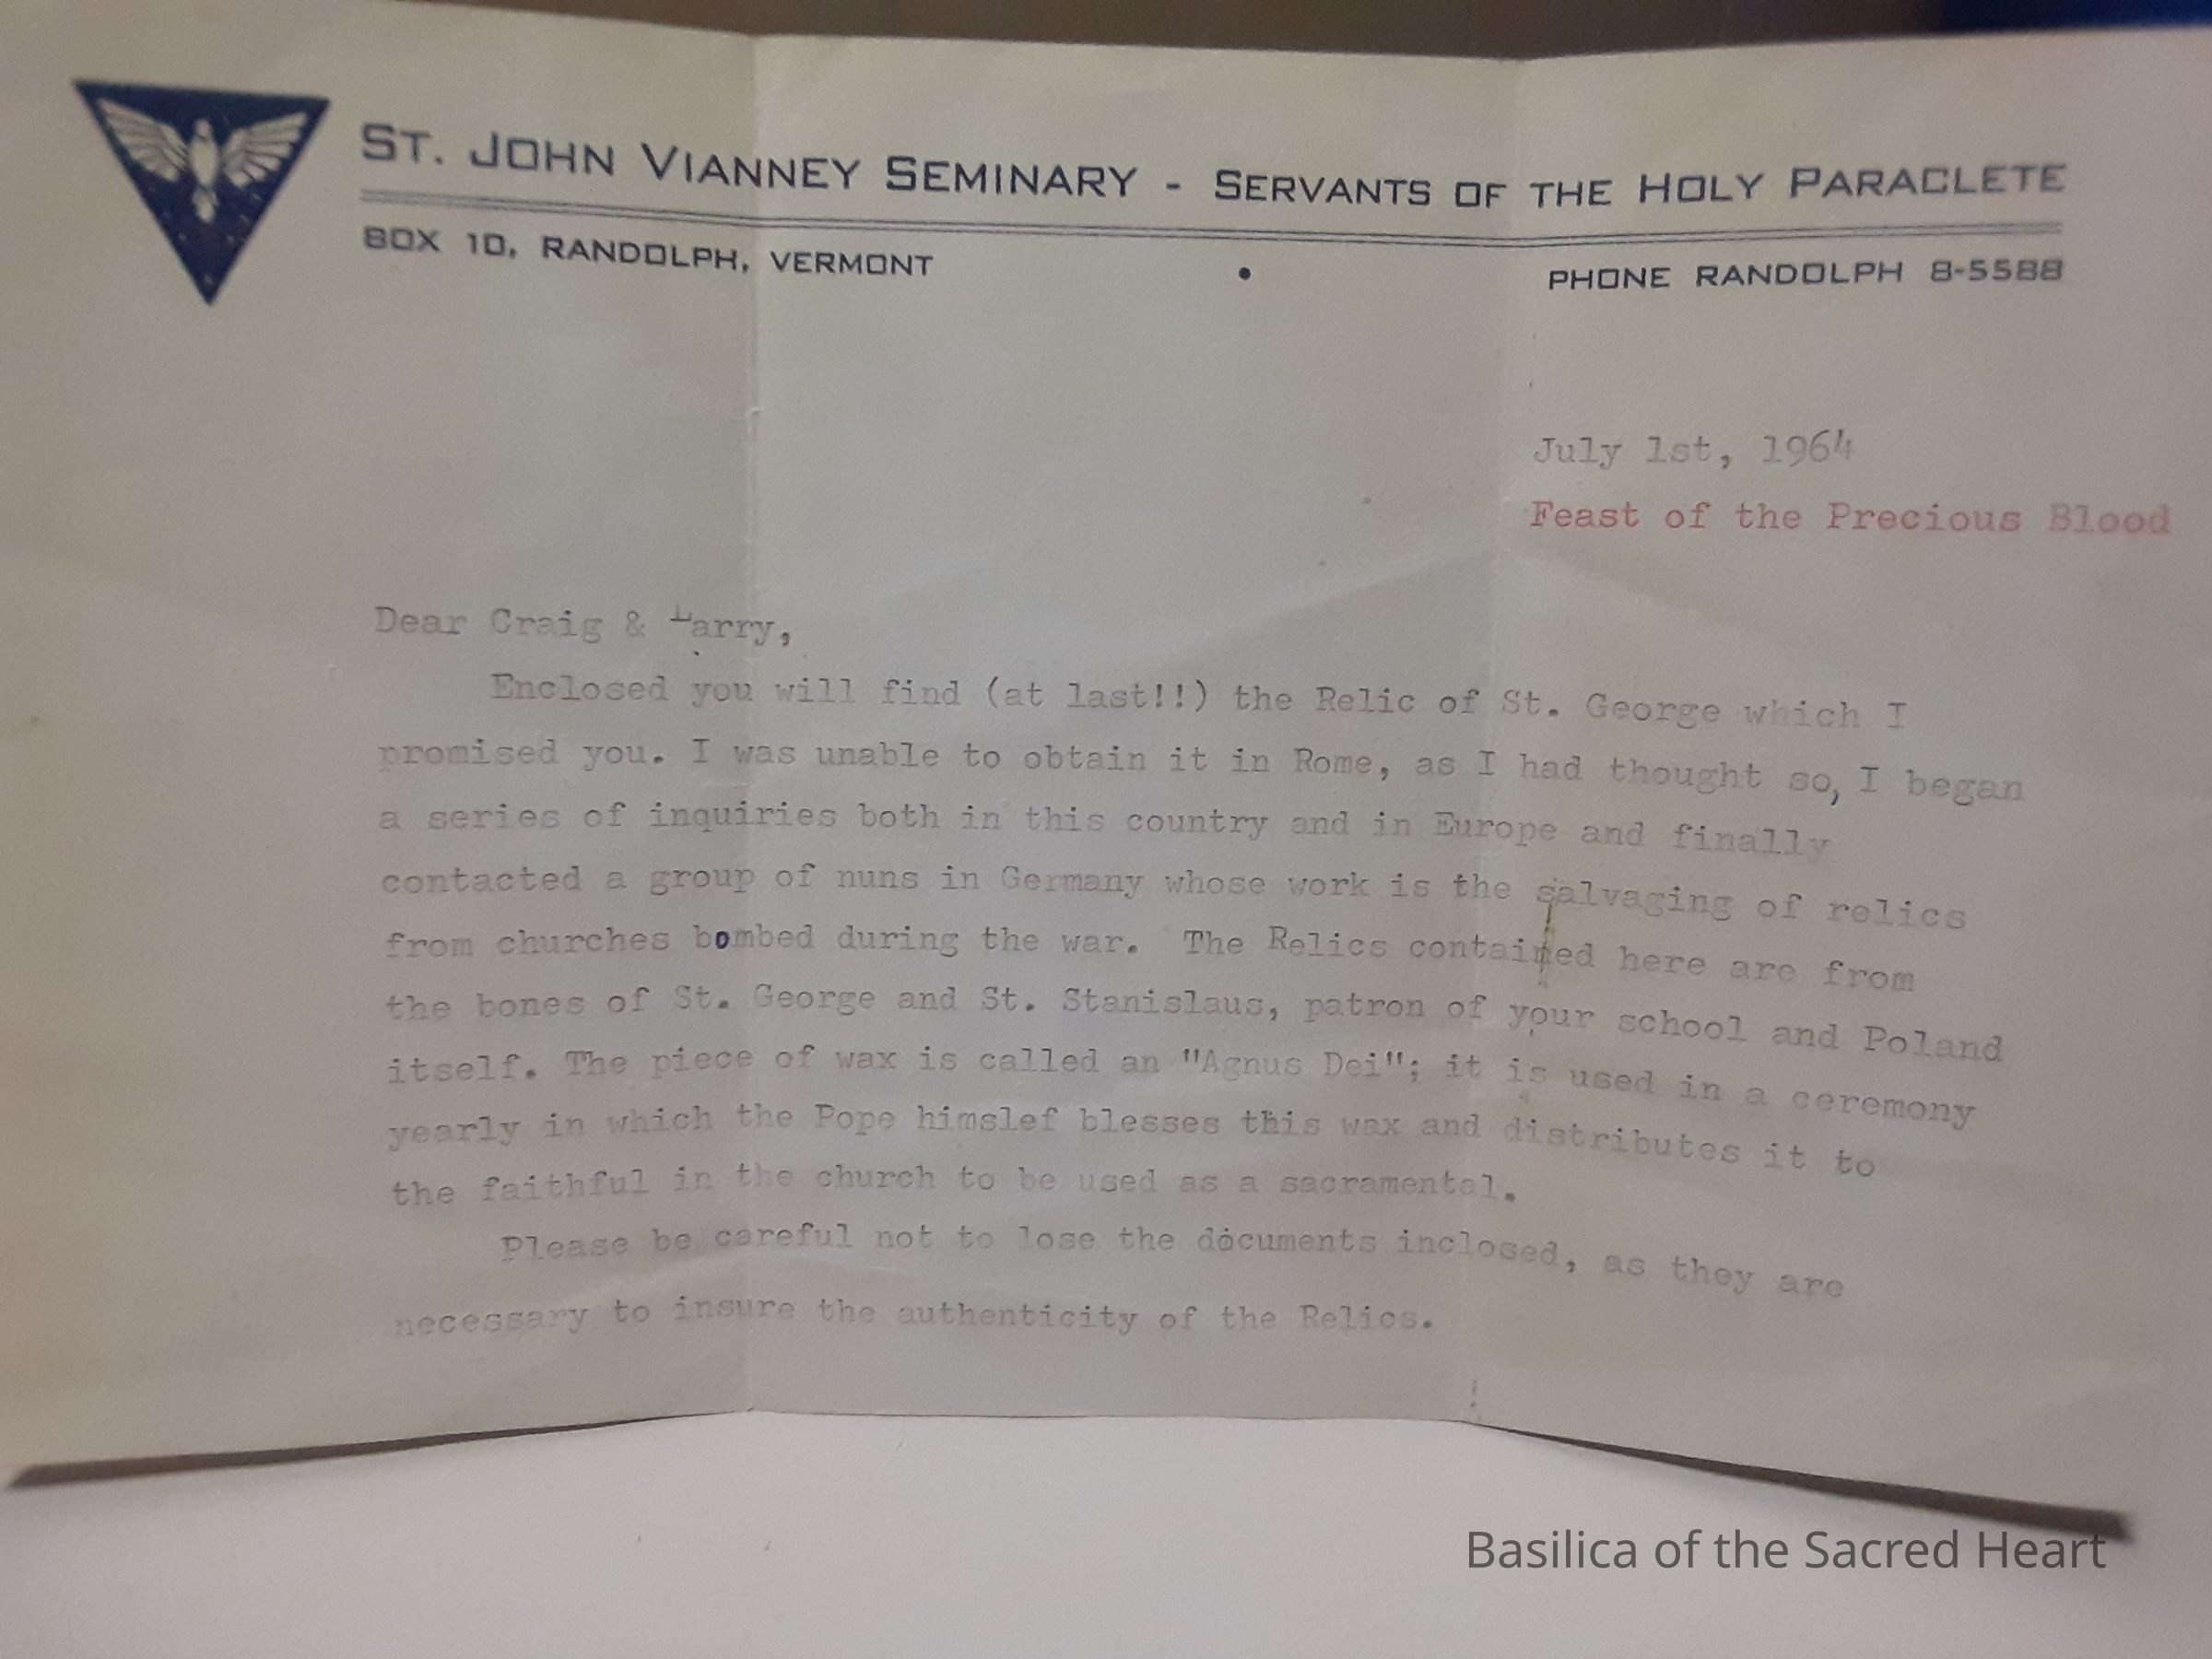 ST. JOHN VIANNEY SEMINARY - SERVANTS OF THE HOLY PARACLETE
BOX 10, RANDOLPH, VERMONT • PHONE RANDOLPH 8-5588
July 1st, 1964
Feast of the Precious Blood
Dear Craig & Larry,
Enclosed you will find (at last!!) the Relic of St. George which I
promised you. I was unable to obtain it in Rome, as I had thought so, I began
a series of inquiries both in this country and in Europe and finally
contacted a group of nuns in Germany whose work is the salvaging of relics
from churches bombed during the war. The Relics contained here are from
the bones of St. George and St. Stanislaus, patron of your school and Poland
itself. The piece of wax is called an "Agnus Dei"; it is used in a ceremony
yearly in which the Pope himslef blesses this wax and distributes it to
the faithful in the church to be used as a sacramental.
Please be careful not to lose the documents inclosed, as they are
necessary to insure the authenticity of the Relics.
Basilica of the Sacred Heart